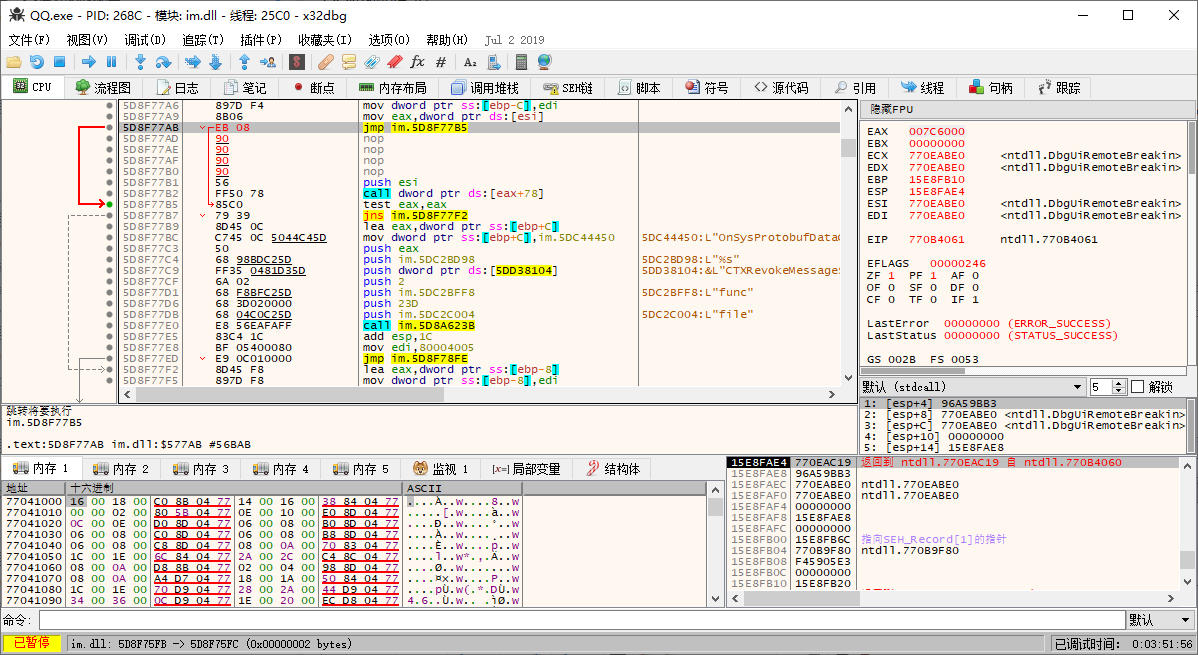 QQ.exe - PID: 268C - 模块: im.dll - 线程: 25C0 - x32dbg
文件(F) 视图(V) 调试(D) 追踪(T) 插件(P) 收藏夹(I) 选项(O) 帮助(H) Jul 2 2019
CPU 流程图 日志 笔记 断点 内存布局 调用堆栈 SEH链 脚本 符号 源代码 引用 线程 句柄 跟踪
5D8F77A6 897D F4 mov dword ptr ss:[ebp-C],edi
5D8F77A9 8B06 mov eax,dword ptr ds:[esi]
5D8F77AB EB 08 jmp im.5D8F77B5
5D8F77AD 90 nop
5D8F77AE 90 nop
5D8F77AF 90 nop
5D8F77B0 90 nop
5D8F77B1 56 push esi
5D8F77B2 FF50 78 call dword ptr ds:[eax+78]
5D8F77B5 85C0 test eax,eax
5D8F77B7 79 39 jns im.5D8F77F2
5D8F77B9 8D45 0C lea eax,dword ptr ss:[ebp+C]
5D8F77BC C745 0C 5044C45D mov dword ptr ss:[ebp+C],im.5DC44450 5DC44450:L"OnSysProtobufData
5D8F77C3 50 push eax
5D8F77C4 68 98BDC25D push im.5DC2BD98 5DC2BD98:L"%s"
5D8F77C9 FF35 0481D35D push dword ptr ds:[5DD38104] 5DD38104:&L"CTXRevokeMessage
5D8F77CF 6A 02 push 2
5D8F77D1 68 F8BFC25D push im.5DC2BFF8 5DC2BFF8:L"func"
5D8F77D6 68 3D020000 push 23D
5D8F77DB 68 04C0C25D push im.5DC2C004 5DC2C004:L"file"
5D8F77E0 E8 56EAFAFF call im.5D8A623B
5D8F77E5 83C4 1C add esp,1C
5D8F77E8 BF 05400080 mov edi,80004005
5D8F77ED E9 0C010000 jmp im.5D8F78FE
5D8F77F2 8D45 F8 lea eax,dword ptr ss:[ebp-8]
5D8F77F5 897D F8 mov dword ptr ss:[ebp-8],edi
隐藏FPU
EAX 007C6000
EBX 00000000
ECX 770EABE0 <ntdll.DbgUiRemoteBreakin>
EDX 770EABE0 <ntdll.DbgUiRemoteBreakin>
EBP 15E8FB10
ESP 15E8FAE4
ESI 770EABE0 <ntdll.DbgUiRemoteBreakin>
EDI 770EABE0 <ntdll.DbgUiRemoteBreakin>
EIP 770B4061 ntdll.770B4061
EFLAGS 00000246
ZF 1 PF 1 AF 0
OF 0 SF 0 DF 0
CF 0 TF 0 IF 1
LastError 00000000 (ERROR_SUCCESS)
LastStatus 00000000 (STATUS_SUCCESS)
GS 002B FS 0053
默认 (stdcall) 5 解锁
1: [esp+4] 96A59BB3
2: [esp+8] 770EABE0 <ntdll.DbgUiRemoteBreakin>
3: [esp+C] 770EABE0 <ntdll.DbgUiRemoteBreakin>
4: [esp+10] 00000000
5: [esp+14] 15E8FAE8
跳转将要执行
im.5D8F77B5
.text:5D8F77AB im.dll:$577AB #56BAB
内存 1 内存 2 内存 3 内存 4 内存 5 监视 1 [x=] 局部变量 结构体
地址 十六进制 ASCII
77041000 16 00 18 00 C0 8B 04 77 14 00 16 00 38 84 04 77 ....À..w....8..w
77041010 00 00 02 00 80 5B 04 77 0E 00 10 00 E0 8D 04 77 .....[.w....à..w
77041020 0C 00 0E 00 D0 8D 04 77 06 00 08 00 B0 8D 04 77 ....Ð..w....°..w
77041030 06 00 08 00 C0 8D 04 77 06 00 08 00 B8 8D 04 77 ....À..w....¸..w
77041040 06 00 08 00 C8 8D 04 77 08 00 0A 00 70 83 04 77 ....È..w....p..w
77041050 1C 00 1E 00 6C 84 04 77 2A 00 2C 00 C4 8C 04 77 ....l..w*.,.Ä..w
77041060 08 00 0A 00 D8 8B 04 77 02 00 04 00 98 8D 04 77 ....Ø..w.......w
77041070 08 00 0A 00 A4 D7 04 77 18 00 1A 00 50 84 04 77 ....¤×.w....P..w
77041080 1C 00 1E 00 70 D9 04 77 28 00 2A 00 44 D9 04 77 ....pÙ.w(.*.DÙ.w
77041090 34 00 36 00 0C D9 04 77 1E 00 20 00 EC D8 04 77 4.6..Ù.w.. .ìØ.w
15E8FAE4 770EAC19 返回到 ntdll.770EAC19 自 ntdll.770B4060
15E8FAE8 96A59BB3
15E8FAEC 770EABE0 ntdll.770EABE0
15E8FAF0 770EABE0 ntdll.770EABE0
15E8FAF4 00000000
15E8FAF8 15E8FAE8
15E8FAFC 00000000
15E8FB00 15E8FB6C 指向SEH_Record[1]的指针
15E8FB04 770B9F80 ntdll.770B9F80
15E8FB08 F45905E3
15E8FB0C 00000000
15E8FB10 15E8FB20
命令: 默认
已暂停 im.dll: 5D8F75FB -> 5D8F75FC (0x00000002 bytes) 已调试时间: 0:03:51:56